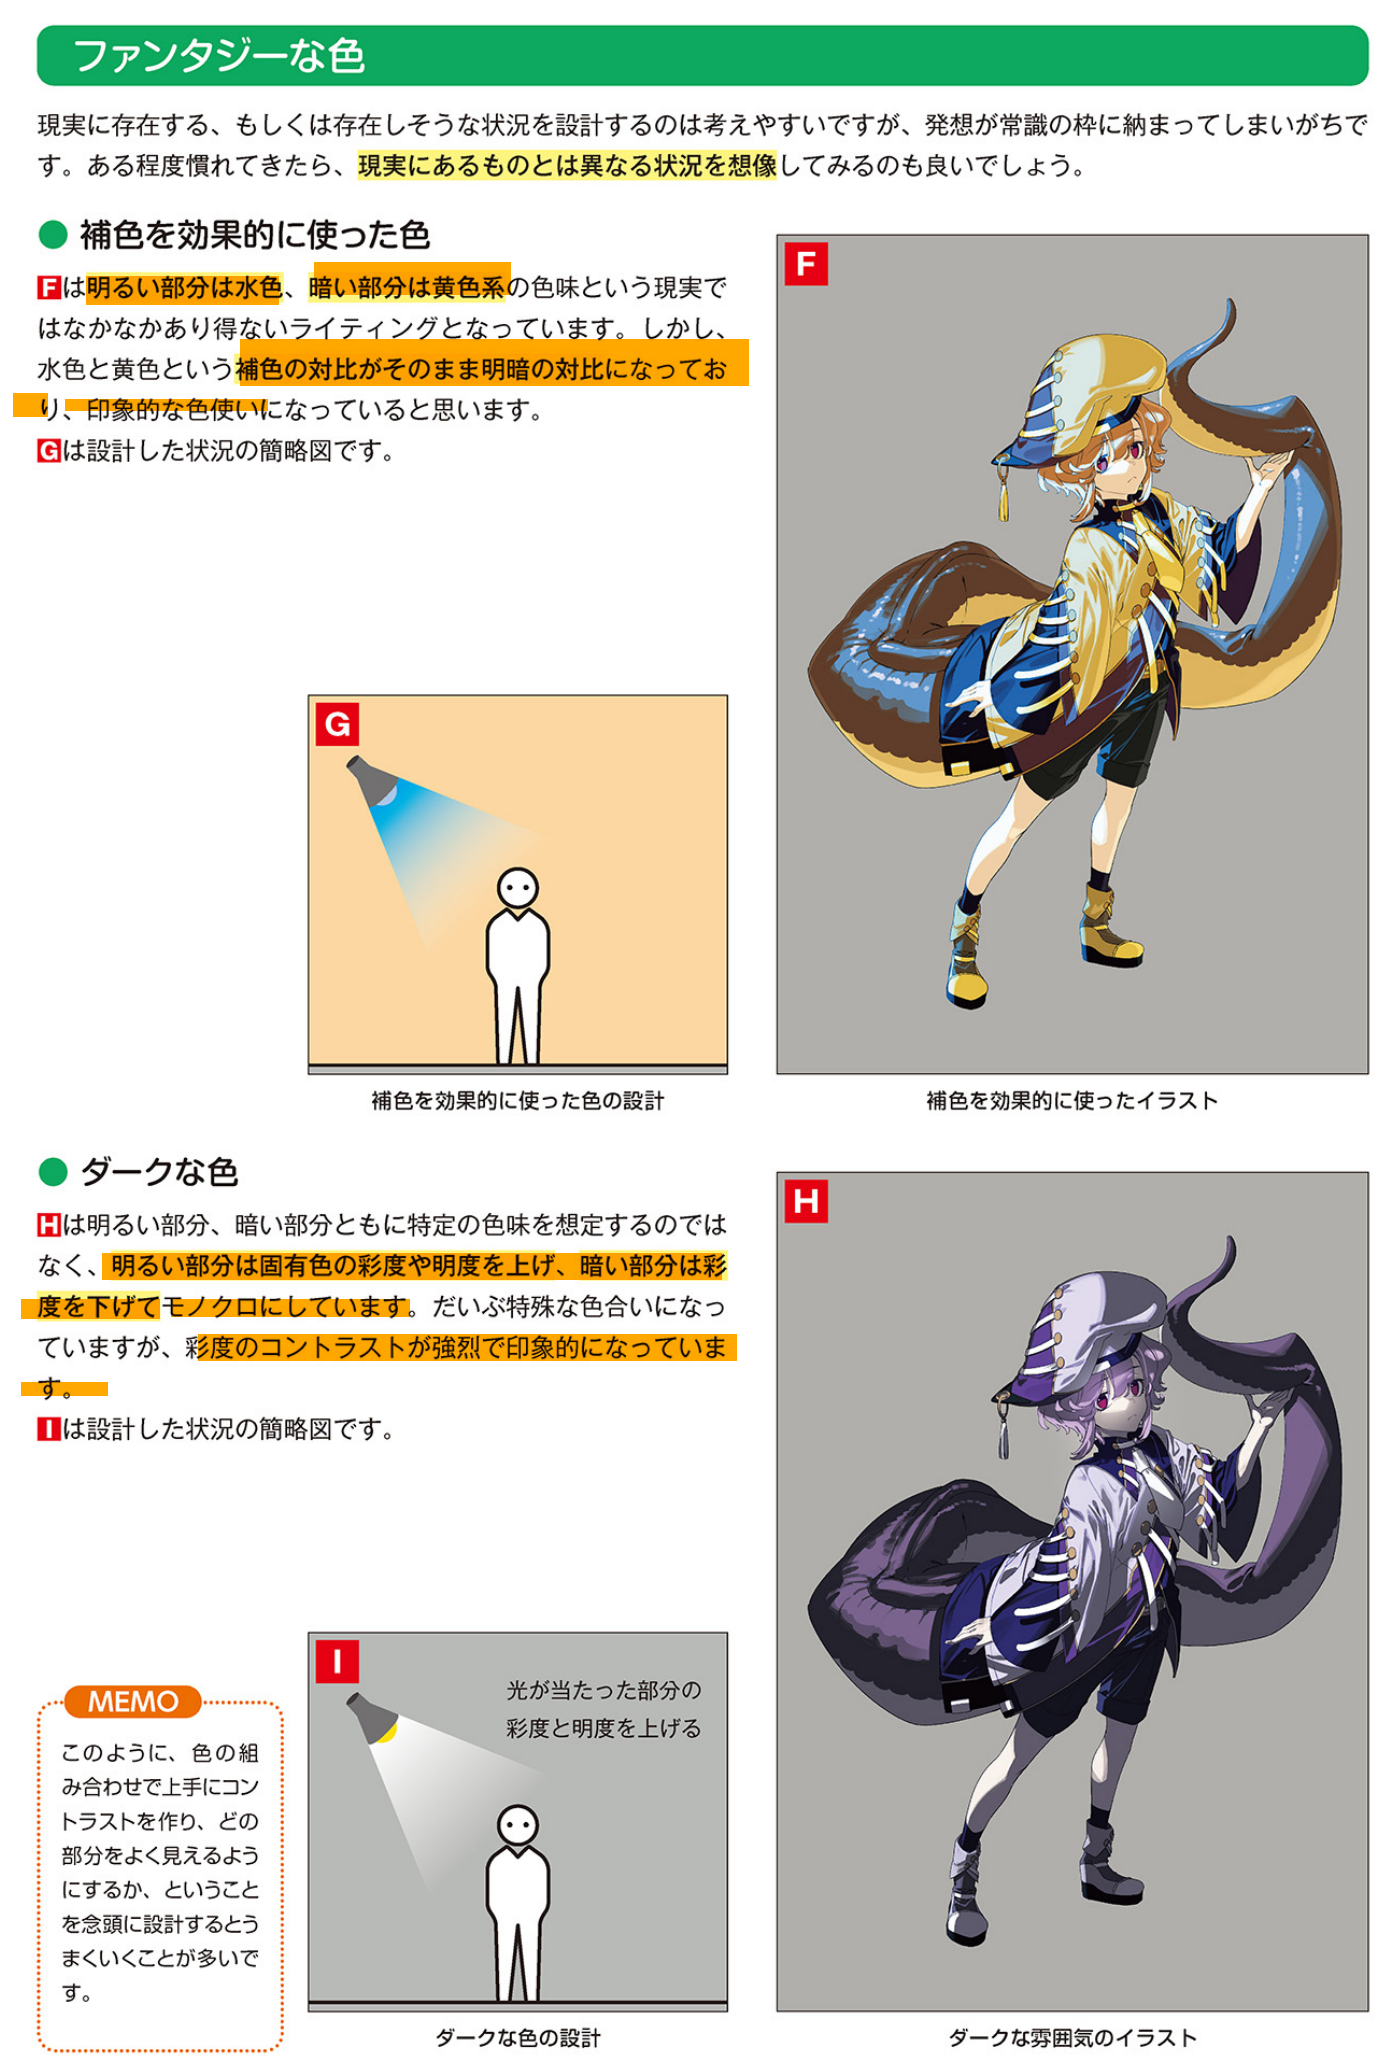 ファンタジーな色
現実に存在する、もしくは存在しそうな状況を設計するのは考えやすいですが、発想が常識の枠に納まってしまいがちで
す。ある程度慣れてきたら、現実にあるものとは異なる状況を想像してみるのも良いでしょう。
● 補色を効果的に使った色
Fは明るい部分は水色、暗い部分は黄色系の色味という現実で
はなかなかあり得ないライティングとなっています。しかし、
水色と黄色という補色の対比がそのまま明暗の対比になってお
り、印象的な色使いになっていると思います。
Gは設計した状況の簡略図です。
F
G
補色を効果的に使った色の設計
補色を効果的に使ったイラスト
● ダークな色
Hは明るい部分、暗い部分ともに特定の色味を想定するのでは
なく、明るい部分は固有色の彩度や明度を上げ、暗い部分は彩
度を下げてモノクロにしています。だいぶ特殊な色合いになっ
ていますが、彩度のコントラストが強烈で印象的になっていま
す。
Iは設計した状況の簡略図です。
H
I
光が当たった部分の
彩度と明度を上げる
MEMO
このように、色の組
み合わせで上手にコン
トラストを作り、どの
部分をよく見えるよう
にするか、ということ
を念頭に設計するとう
まくいくことが多いで
す。
ダークな色の設計
ダークな雰囲気のイラスト